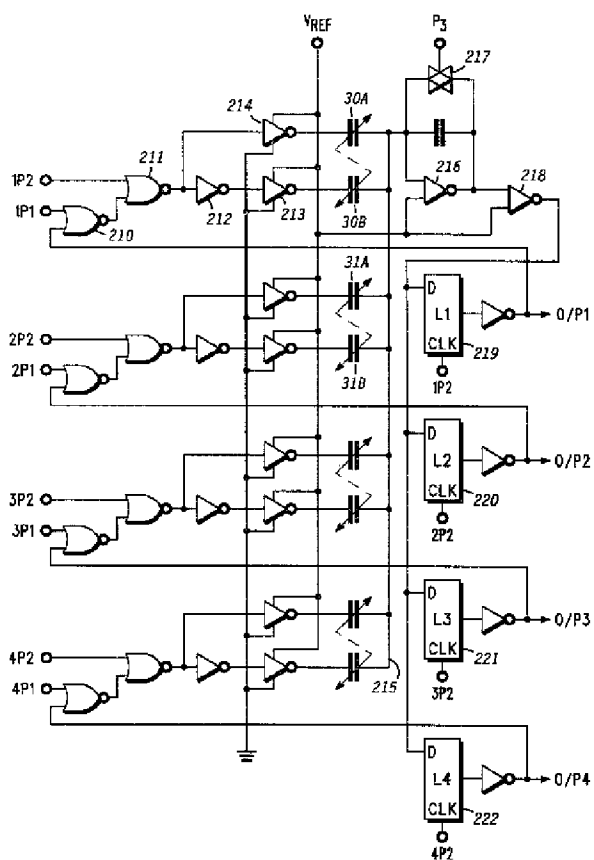 VREF
P3
217
214
30A
211
1P2
216
218
1P1
212
213
210
30B
31A
D
L1
O/P1
CLK
219
2P2
1P2
2P1
31B
D
L2
O/P2
CLK
220
3P2
2P2
3P1
D
L3
O/P3
CLK
221
4P2
215
3P2
4P1
D
L4
O/P4
CLK
222
4P2